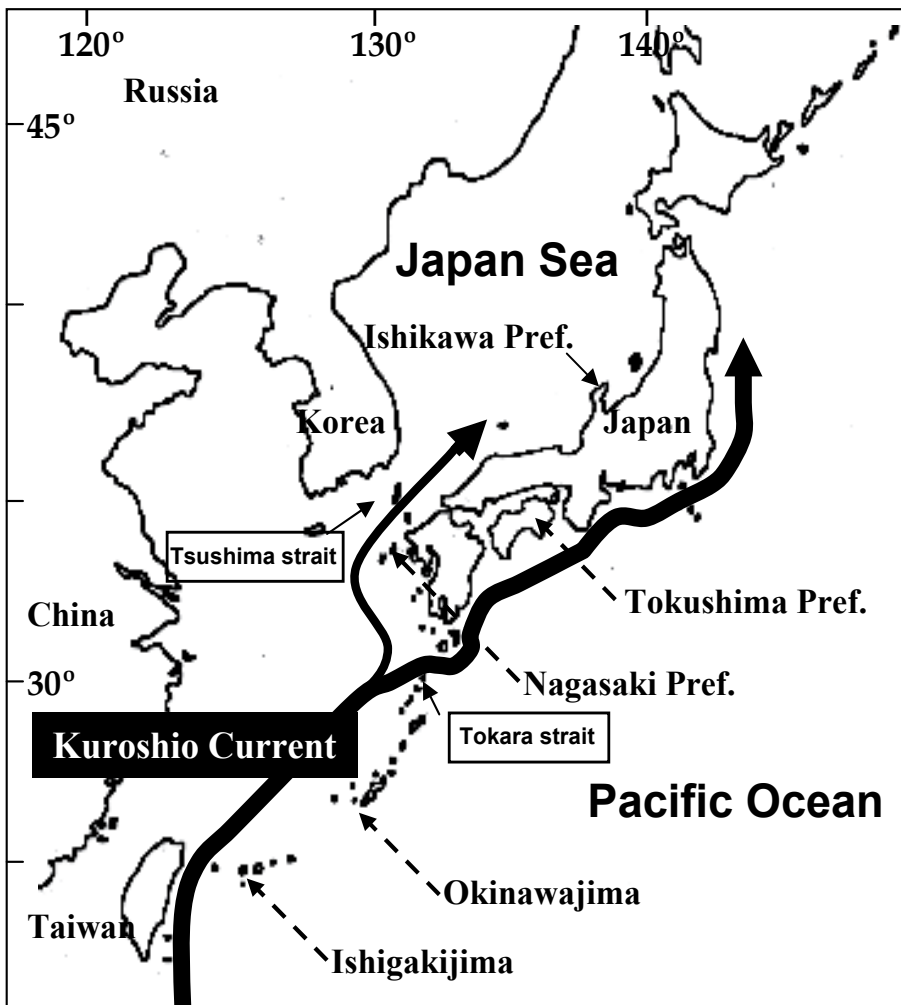 120º
130º
140º
Russia
45º
Japan Sea
Ishikawa Pref.
Korea
Japan
Tsushima strait
China
Tokushima Pref.
30º
Nagasaki Pref.
Kuroshio Current
Tokara strait
Pacific Ocean
Okinawajima
Taiwan
Ishigakijima